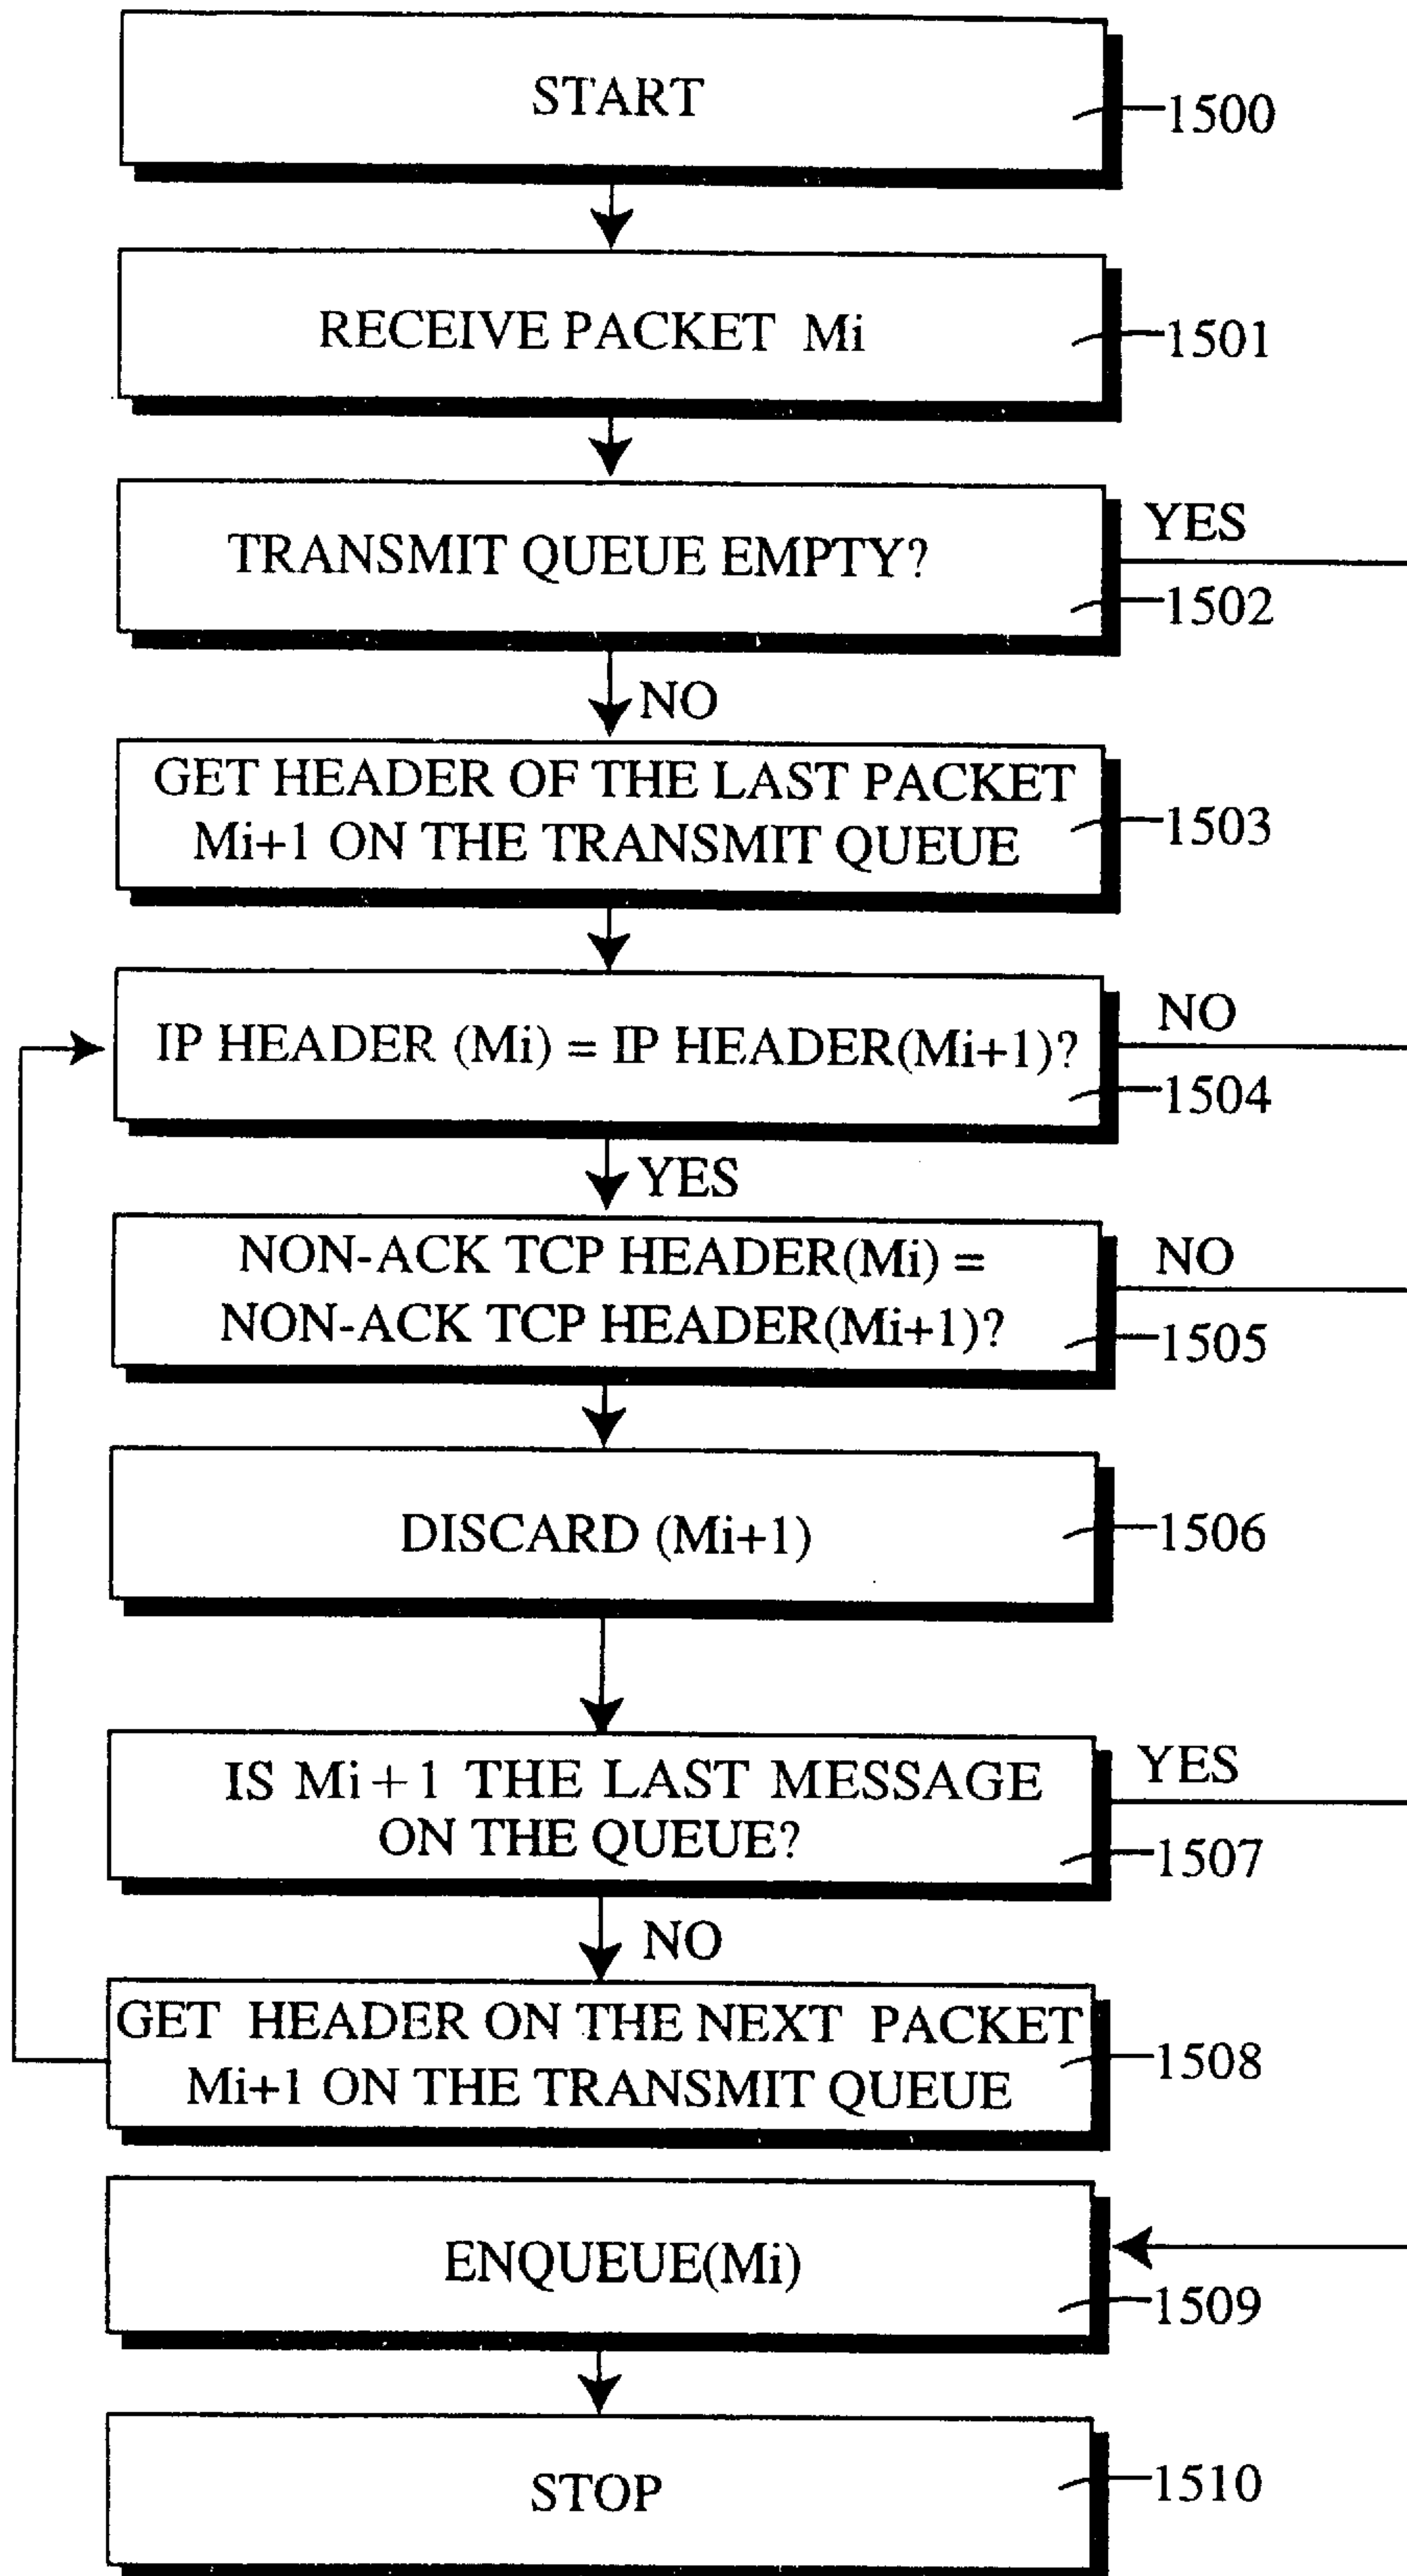 START
1500
RECEIVE PACKET Mi
1501
TRANSMIT QUEUE EMPTY?
YES
1502
NO
GET HEADER OF THE LAST PACKET
Mi+1 ON THE TRANSMIT QUEUE
1503
IP HEADER (Mi) = IP HEADER(Mi+1)?
NO
1504
YES
NON-ACK TCP HEADER(Mi) =
NON-ACK TCP HEADER(Mi+1)?
NO
1505
DISCARD (Mi+1)
1506
IS Mi+1 THE LAST MESSAGE
ON THE QUEUE?
YES
1507
NO
GET HEADER ON THE NEXT PACKET
Mi+1 ON THE TRANSMIT QUEUE
1508
ENQUEUE(Mi)
1509
STOP
1510